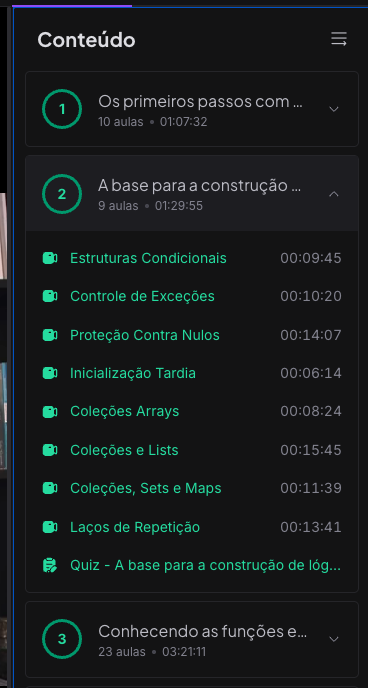 Conteúdo
1
Os primeiros passos com ...
10 aulas • 01:07:32
2
A base para a construção ...
9 aulas • 01:29:55
Estruturas Condicionais 00:09:45
Controle de Exceções 00:10:20
Proteção Contra Nulos 00:14:07
Inicialização Tardia 00:06:14
Coleções Arrays 00:08:24
Coleções e Lists 00:15:45
Coleções, Sets e Maps 00:11:39
Laços de Repetição 00:13:41
Quiz - A base para a construção de lóg...
3
Conhecendo as funções e...
23 aulas • 03:21:11